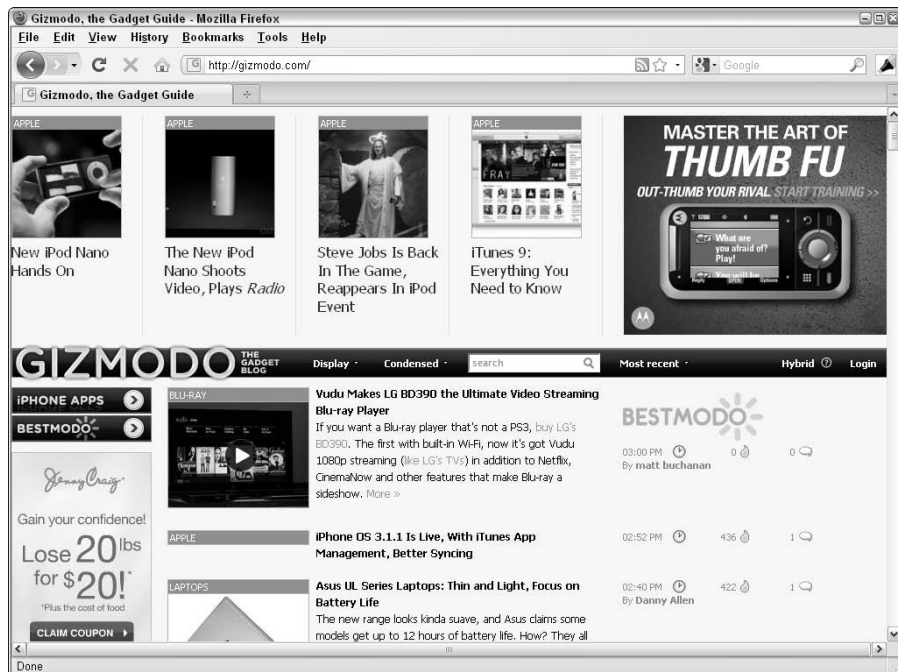 Gizmodo, the Gadget Guide - Mozilla Firefox
File Edit View History Bookmarks Tools Help
http://gizmodo.com/
Google
Gizmodo, the Gadget Guide
APPLE
New iPod Nano
Hands On
APPLE
The New iPod
Nano Shoots
Video, Plays Radio
APPLE
Steve Jobs Is Back
In The Game,
Reappears In iPod
Event
APPLE
FRAY
iTunes 9:
Everything You
Need to Know
MASTER THE ART OF
THUMB FU
OUT-THUMB YOUR RIVAL START TRAINING >>
What are
you afraid of?
Play!
You will be
Reply OPEN Options
GIZMODO THE GADGET BLOG
Display Condensed search Most recent Hybrid Login
iPHONE APPS
BESTMODO
Jenny Craig
Gain your confidence!
Lose 20 lbs
for $20!*
*Plus the cost of food
CLAIM COUPON
BLU-RAY
Vudu Makes LG BD390 the Ultimate Video Streaming
Blu-ray Player
If you want a Blu-ray player that's not a PS3, buy LG's
BD390. The first with built-in Wi-Fi, now it's got Vudu
1080p streaming (like LG's TVs) in addition to Netflix,
CinemaNow and other features that make Blu-ray a
sideshow. More »
BESTMODO
03:00 PM 0 0
By matt buchanan
APPLE
iPhone OS 3.1.1 Is Live, With iTunes App
Management, Better Syncing
02:52 PM 436 1
LAPTOPS
Asus UL Series Laptops: Thin and Light, Focus on
Battery Life
The new range looks kinda suave, and Asus claims some
models get up to 12 hours of battery life. How? They all
02:40 PM 422 1
By Danny Allen
Done